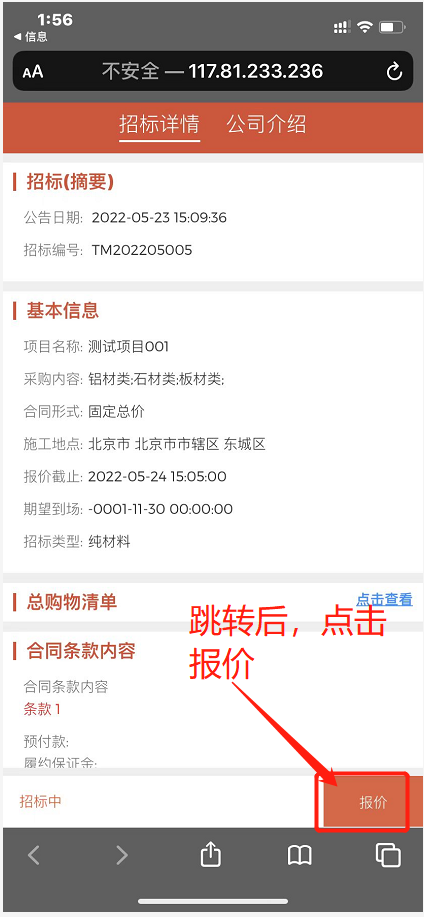 1:56
◀ 信息
AA 不安全 — 117.81.233.236
招标详情 公司介绍
招标(摘要)
公告日期: 2022-05-23 15:09:36
招标编号: TM202205005
基本信息
项目名称: 测试项目001
采购内容: 铝材类;石材类;板材类;
合同形式: 固定总价
施工地点: 北京市 北京市市辖区 东城区
报价截止: 2022-05-24 15:05:00
期望到场: -0001-11-30 00:00:00
招标类型: 纯材料
总购物清单 点击查看
跳转后，点击
报价
合同条款内容
合同条款内容
条款 1
预付款:
履约保证金:
招标中 报价